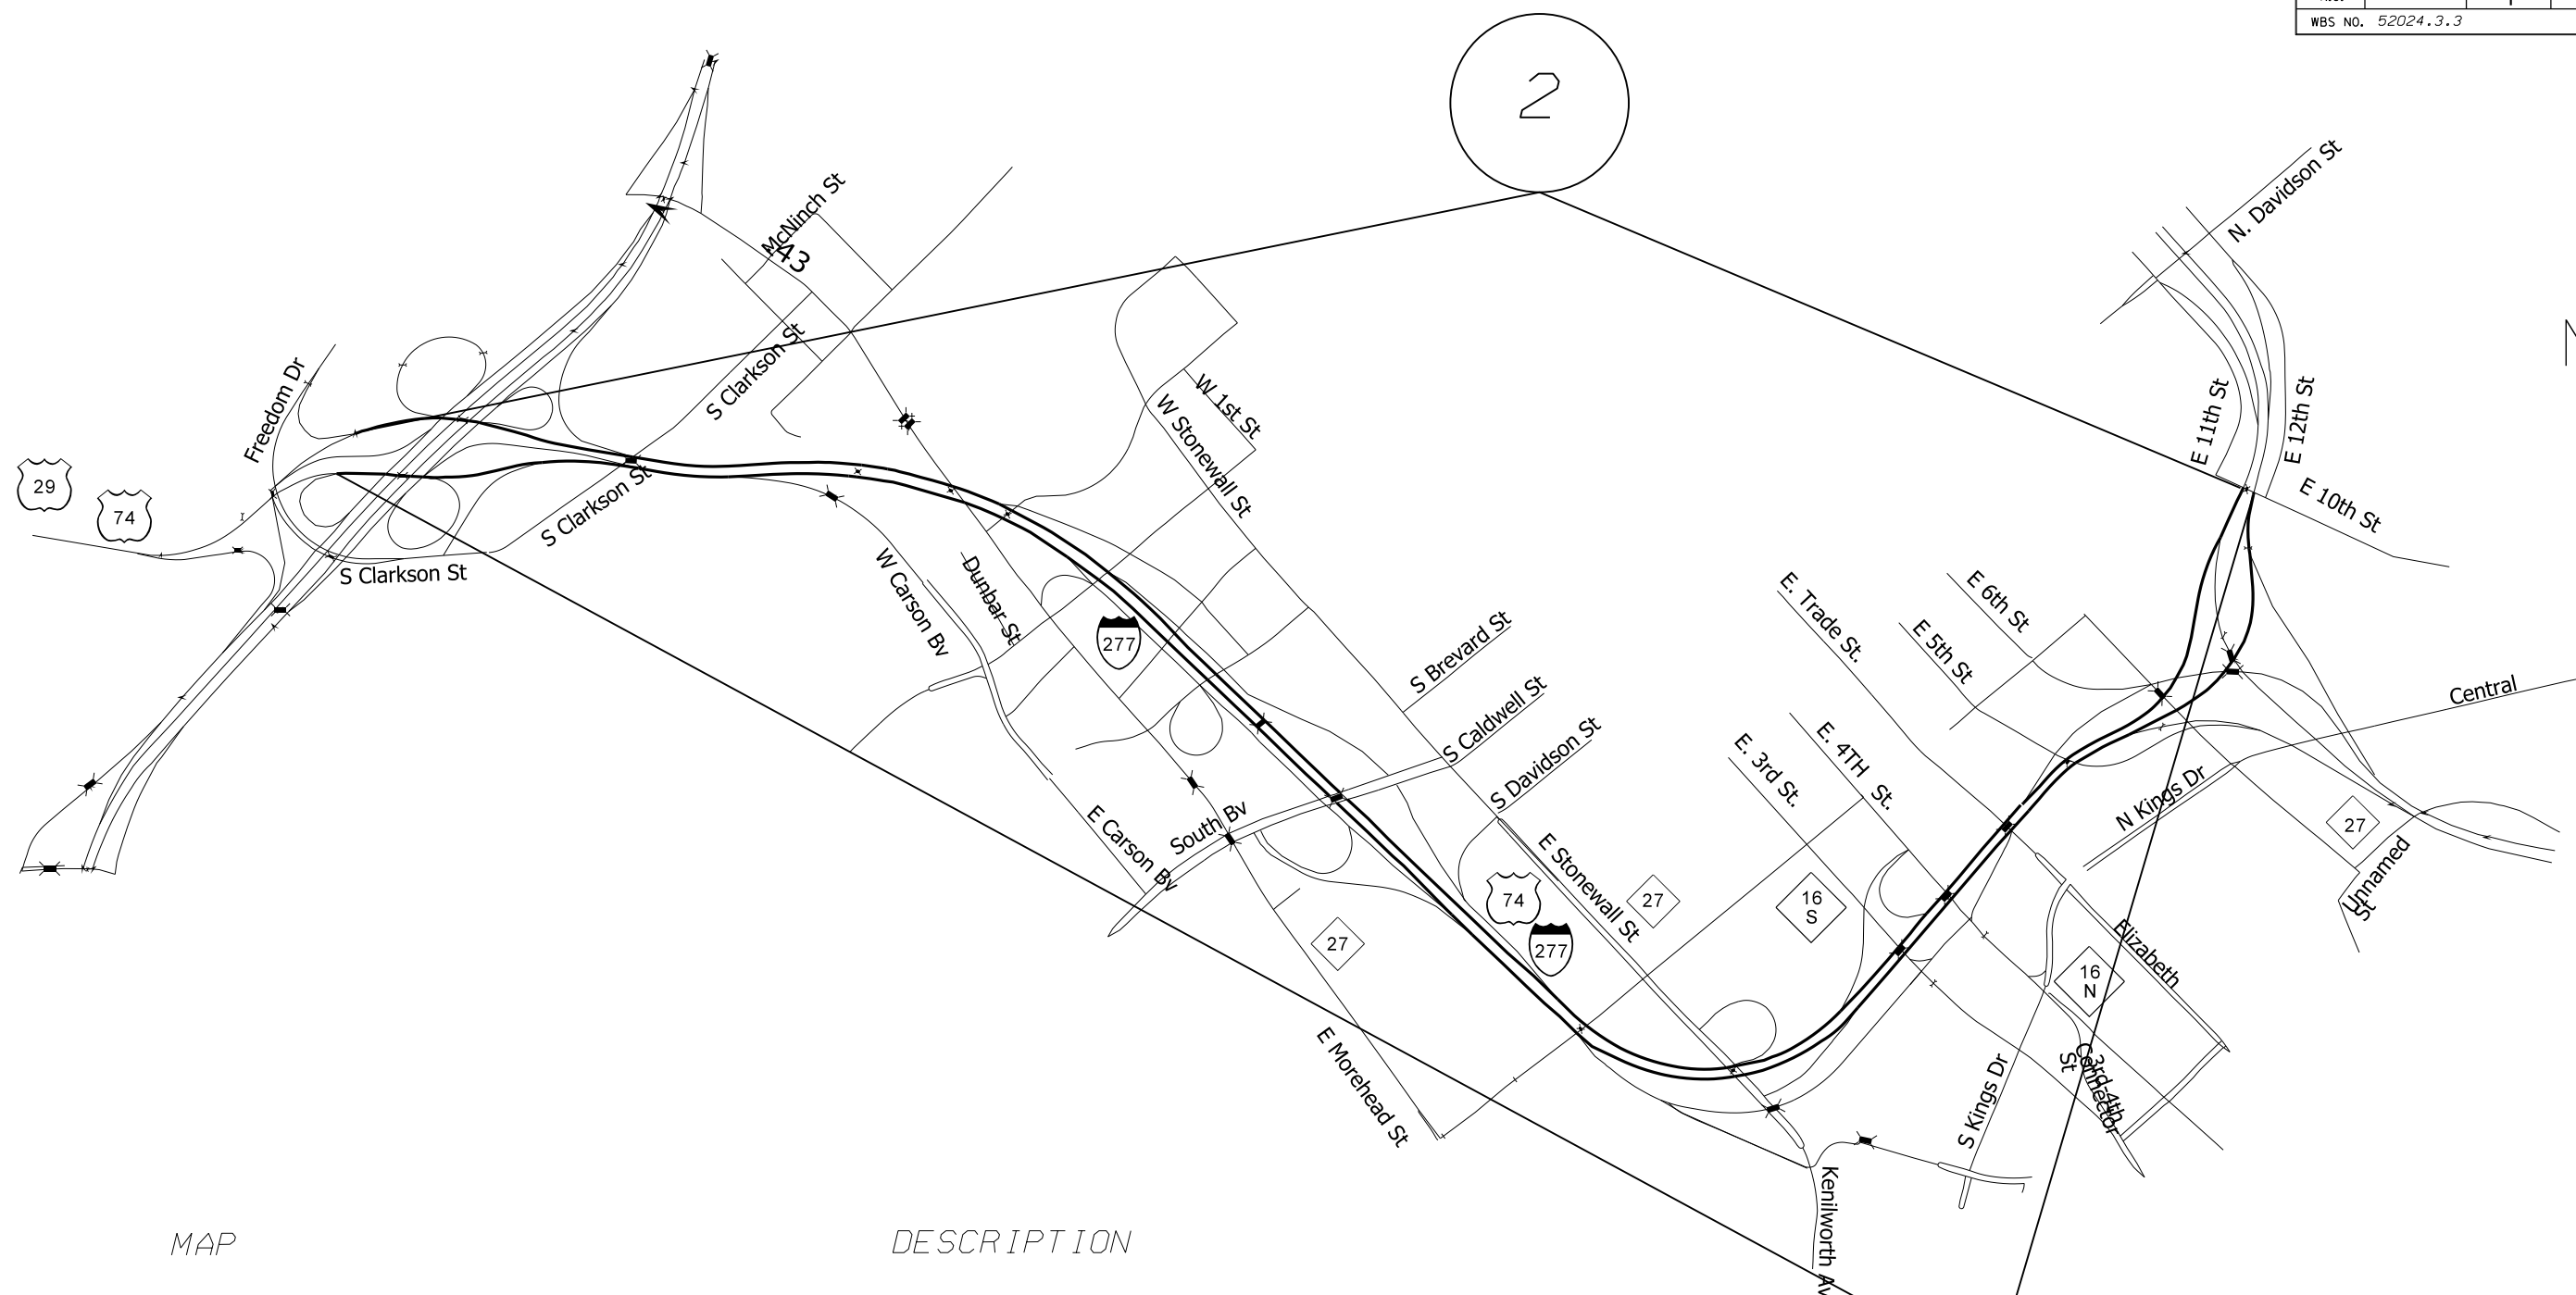 WBS NO. 52024.3.3
2
McNinch St
43
N. Davidson St
S Clarkson St
Freedom Dr
W 1st St
W Stonewall St
E 11th St
E 12th St
E 10th St
29
74
S Clarkson St
S Clarkson St
W Carson Bv
Dunbar St
277
E. Trade St.
E 6th St
E 5th St
S Brevard St
S Caldwell St
S Davidson St
Central
E. 3rd St.
E. 4TH St.
N Kings Dr
27
South Bv
E Carson Bv
E Stonewall St
74
277
27
27
16
S
Unnamed
St
Elizabeth
16
N
E Morehead St
S Kings Dr
3rd-4th
Connector
St
Kenilworth Av
MAP
DESCRIPTION